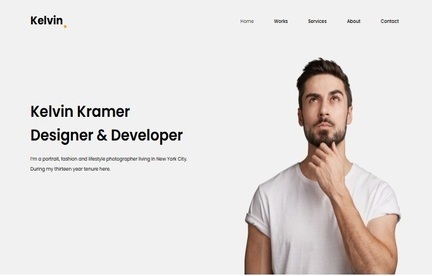 Kelvin.
Home Works Services About Contact
Kelvin Kramer
Designer & Developer
I'm a portrait, fashion and lifestyle photographer living in New York City.
During my thirteen year tenure here.